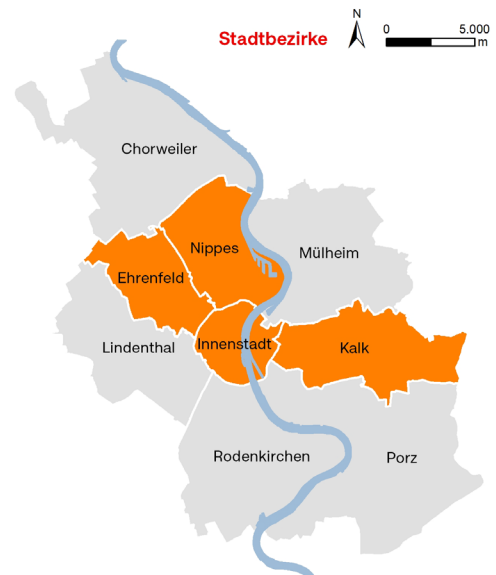 Stadtbezirke
N
0 5.000
m
Chorweiler
Nippes
Mülheim
Ehrenfeld
Lindenthal
Innenstadt
Kalk
Rodenkirchen
Porz